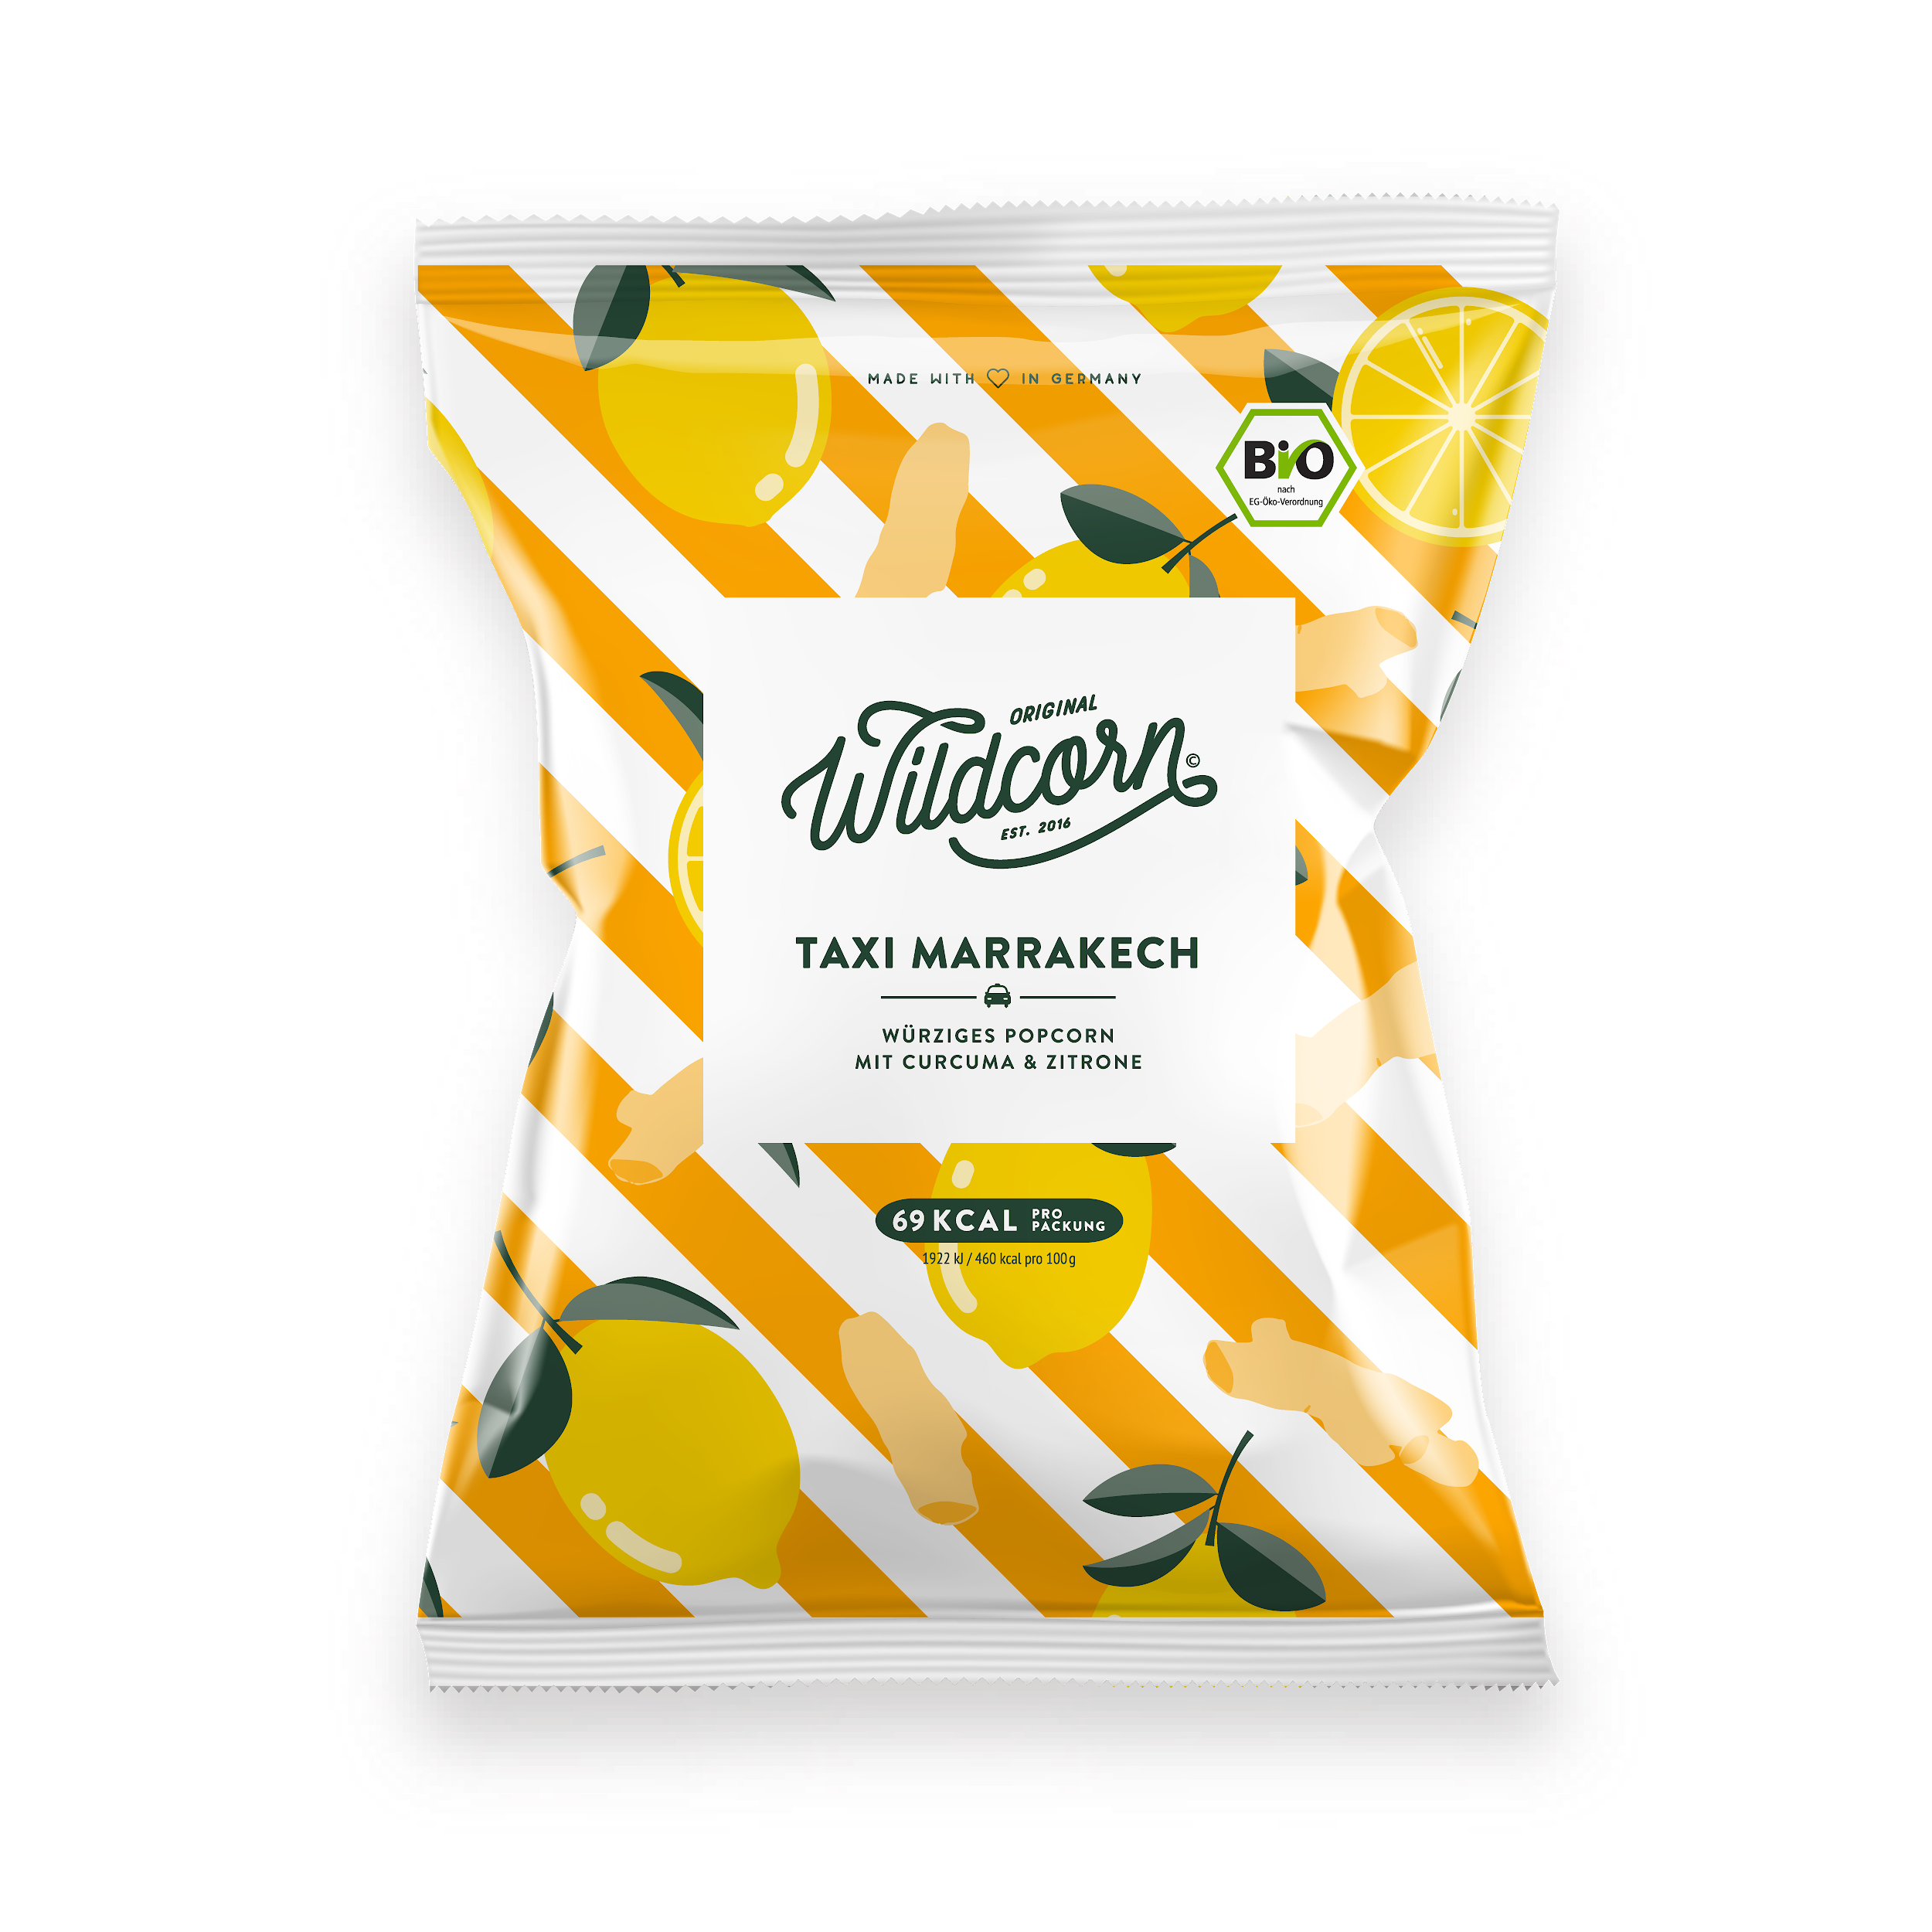 MADE WITH ♡ IN GERMANY
BiO
nach
EG-Öko-Verordnung
ORIGINAL
Wildcorn©
EST. 2016
TAXI MARRAKECH
WÜRZIGES POPCORN
MIT CURCUMA & ZITRONE
69 KCAL PRO
PACKUNG
1922 kJ / 460 kcal pro 100 g